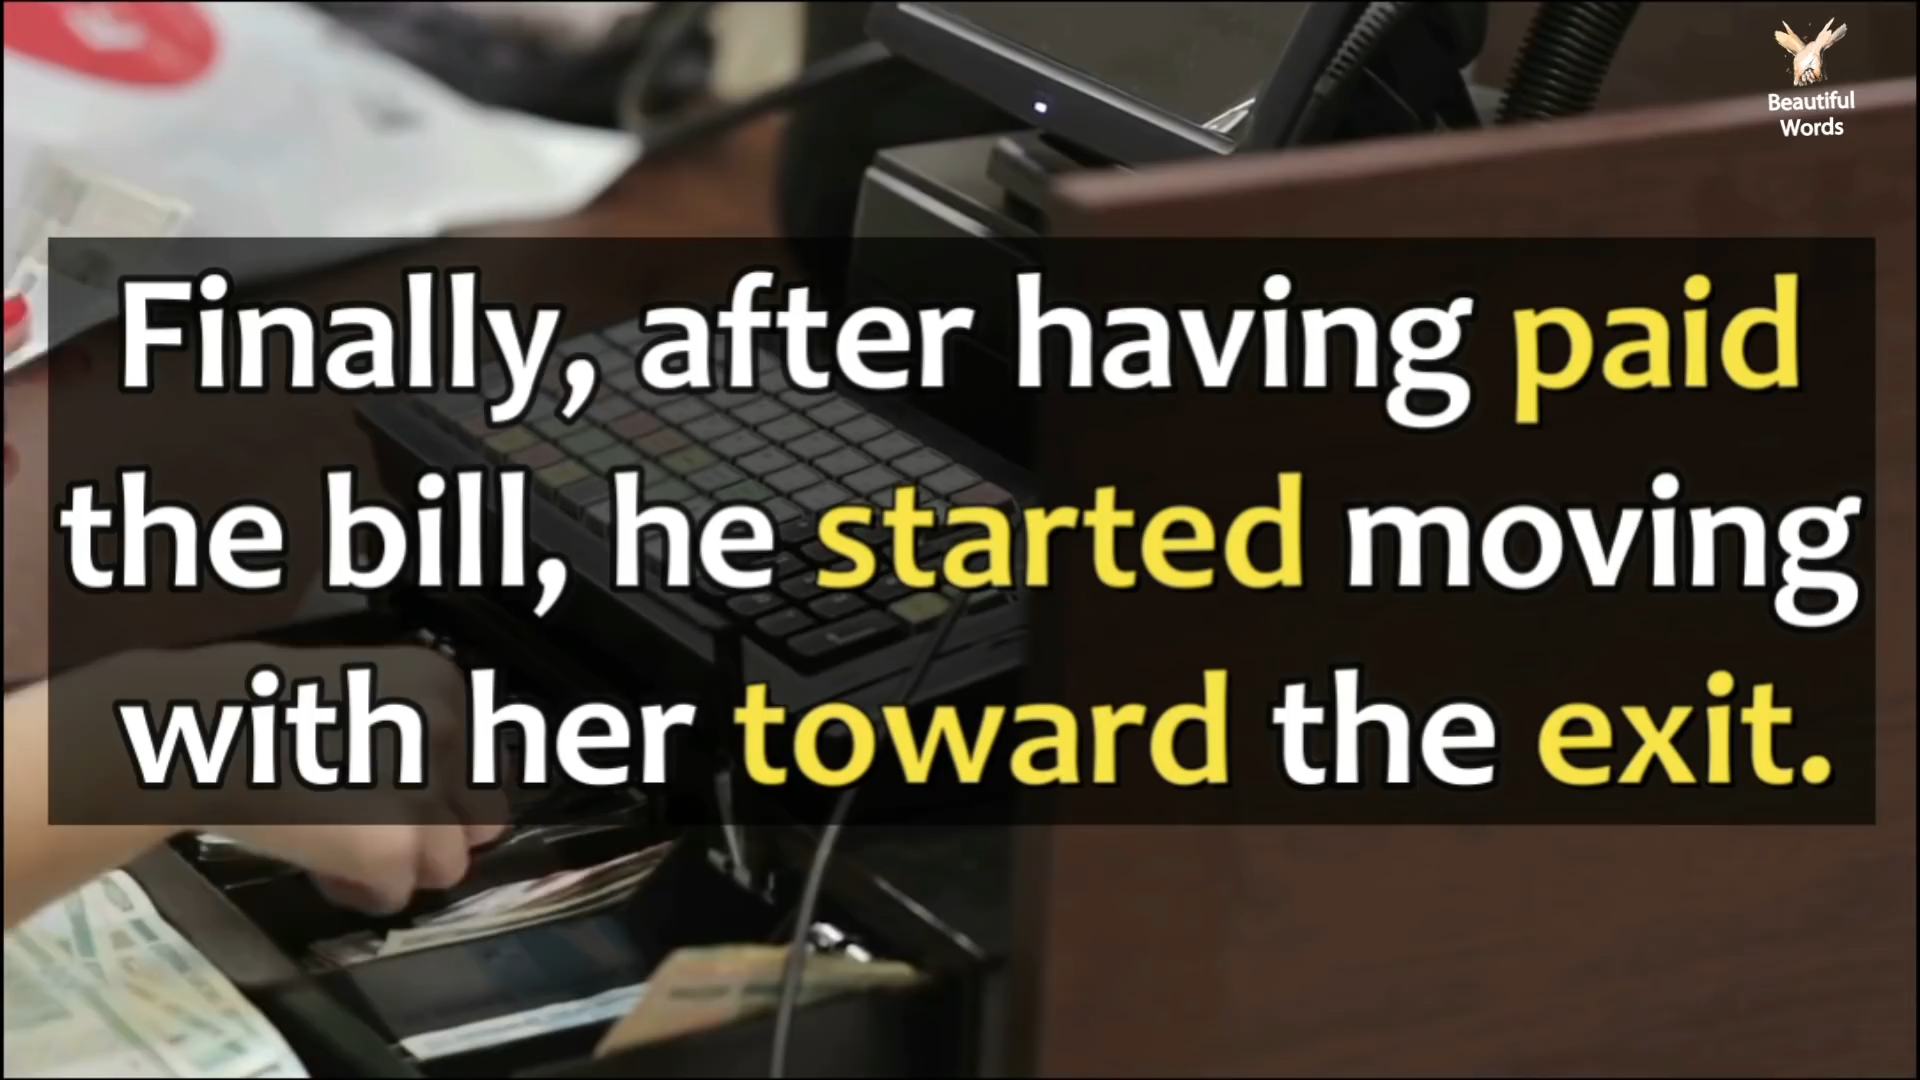 Beautiful
Words
Finally, after having paid
the bill, he started moving
with her toward the exit.